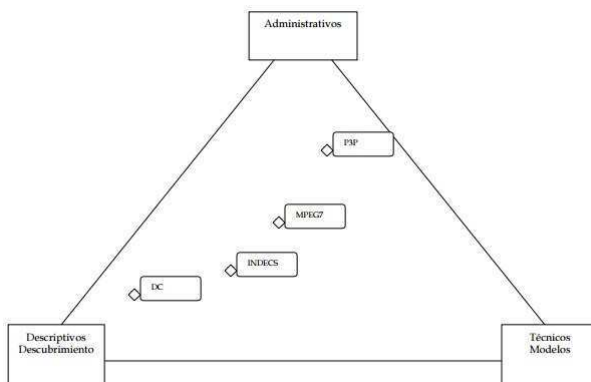 Administrativos
P3P
MPEG7
INDECS
DC
Descriptivos
Descubrimiento
Técnicos
Modelos